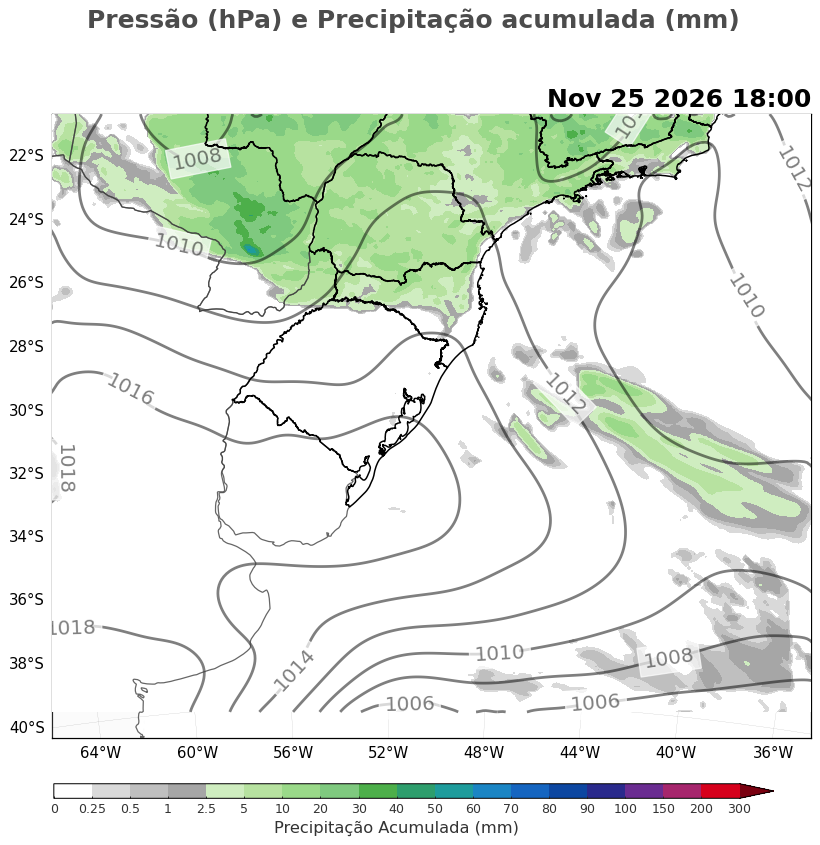 Pressão (hPa) e Precipitação acumulada (mm)
Nov 25 2026 18:00
22°S
24°S
26°S
28°S
30°S
32°S
34°S
36°S
38°S
40°S
1008
1012
1010
1010
1016
1012
1018
1018
1014
1010
1008
1006
1006
64°W 60°W 56°W 52°W 48°W 44°W 40°W 36°W
0 0.25 0.5 1 2.5 5 10 20 30 40 50 60 70 80 90 100 150 200 300
Precipitação Acumulada (mm)